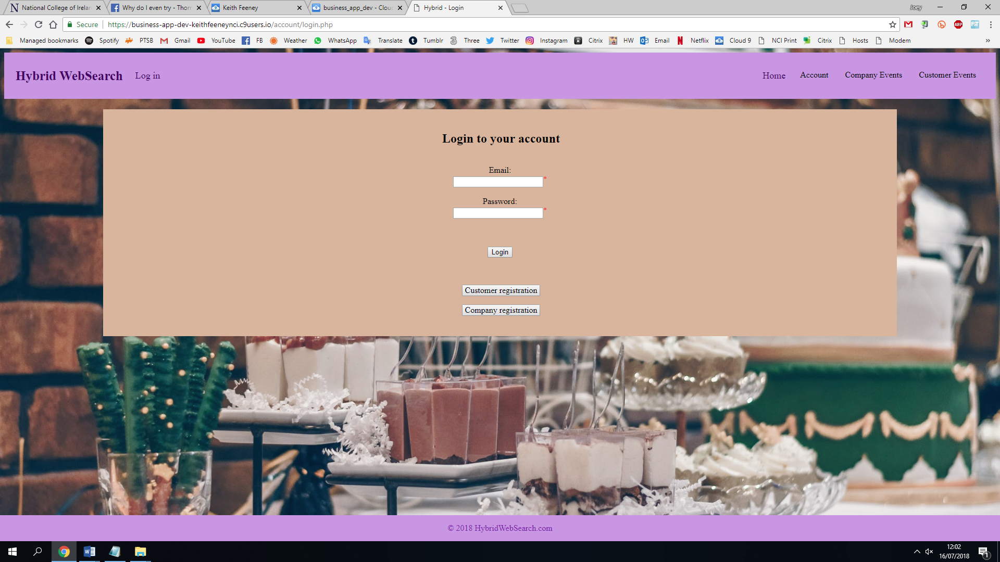 National College of Irelan
Why do I even try - Thorn
Keith Feeney
business_app_dev - Cloud
Hybrid - Login
Joey
Secure
https://business-app-dev-keithfeeneynci.c9users.io/account/login.php
Managed bookmarks Spotify PTSB Gmail YouTube FB Weather WhatsApp Translate Tumblr Three Twitter Instagram Citrix HW Email Netflix Cloud 9 NCI Print Citrix Hosts Modem »
Hybrid WebSearch Log in Home Account Company Events Customer Events
Login to your account
Email:
*
Password:
*
Login
Customer registration
Company registration
© 2018 HybridWebSearch.com
12:02
16/07/2018
1